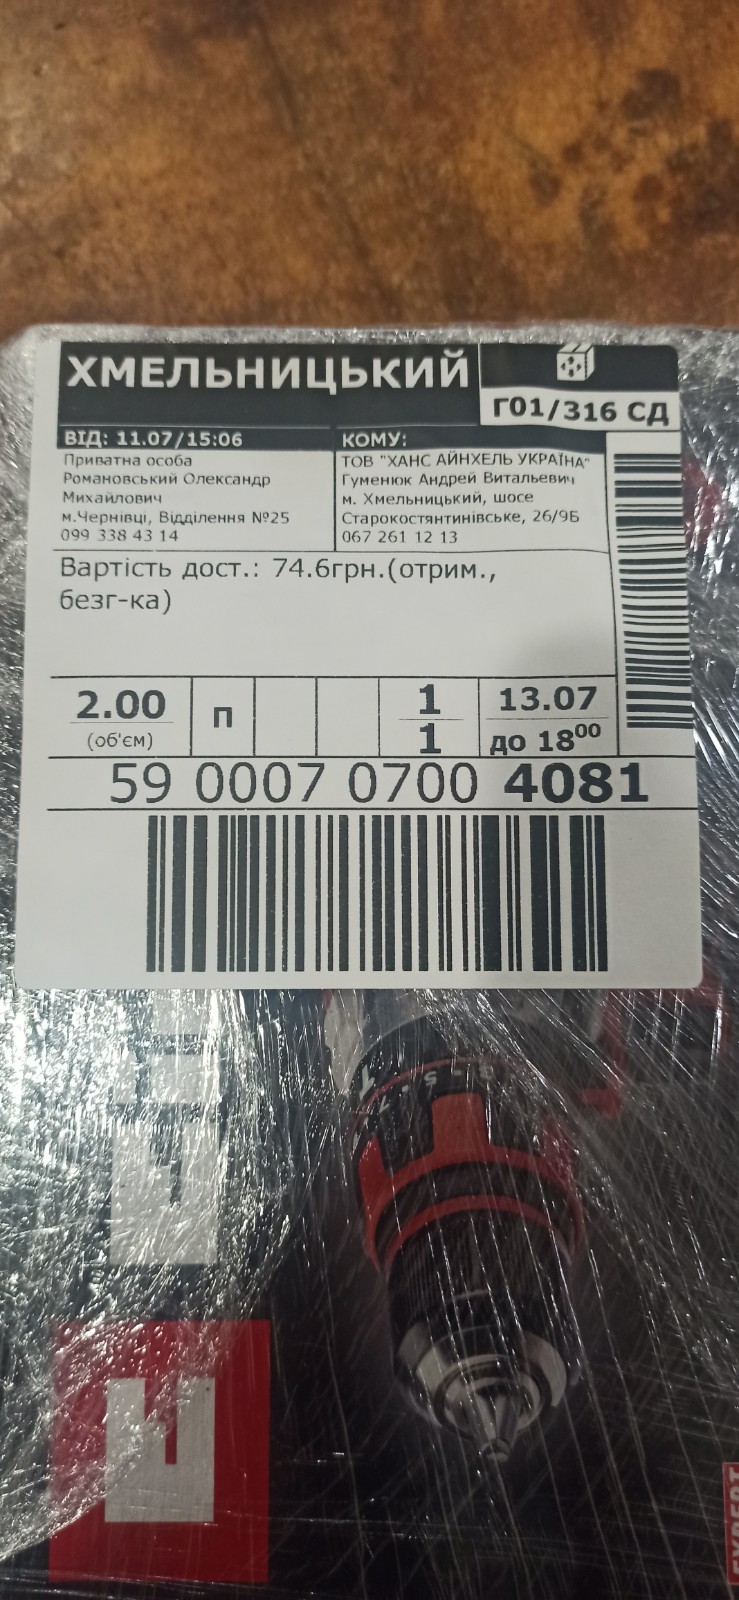 ХМЕЛЬНИЦЬКИЙ
Г01/316 СД
ВІД: 11.07/15:06
Приватна особа
Романовський Олександр
Михайлович
м.Чернівці, Відділення №25
099 338 43 14
КОМУ:
ТОВ "ХАНС АЙНХЕЛЬ УКРАЇНА"
Гуменюк Андрей Витальевич
м. Хмельницький, шосе
Старокостянтинівське, 26/9Б
067 261 12 13
Вартість дост.: 74.6грн.(отрим.,
безг-ка)
2.00
(об'єм)
П
1
1
13.07
до 18⁰⁰
59 0007 0700 4081
EXPERT